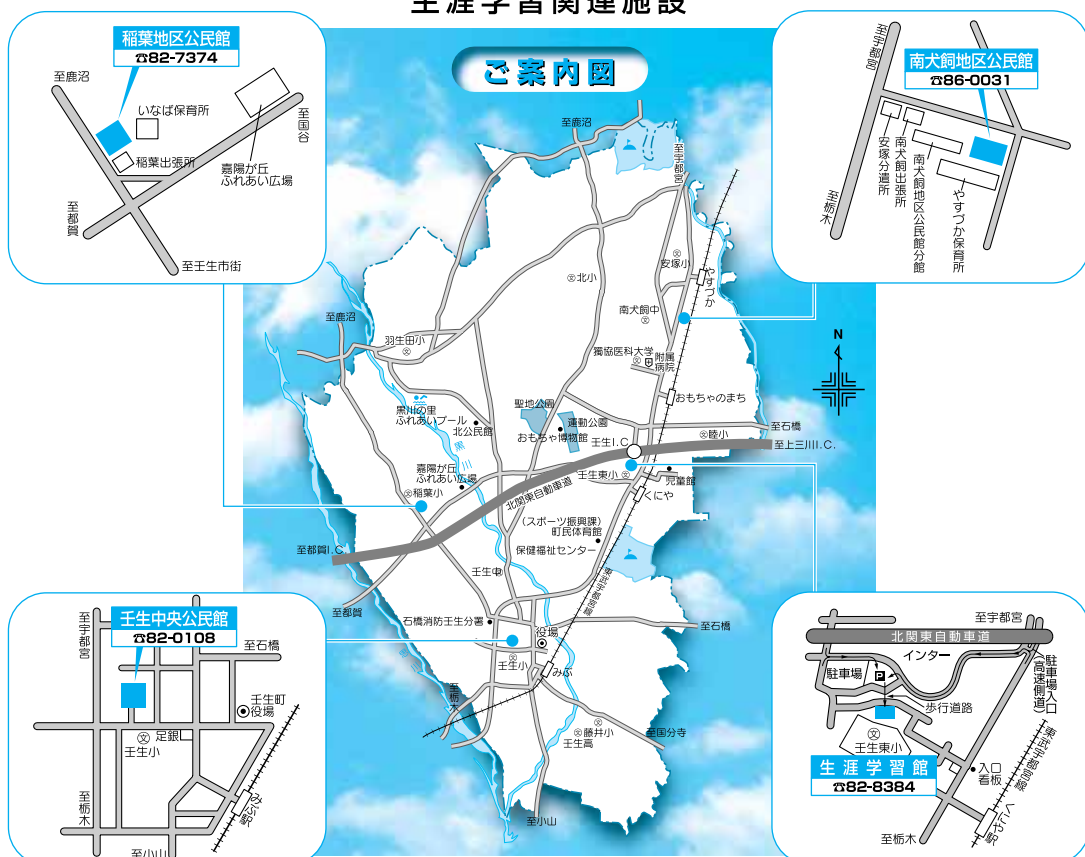 生涯学習関連施設
ご案内図
稲葉地区公民館
☎82-7374
至鹿沼
いなば保育所
稲葉出張所
嘉陽が丘
ふれあい広場
至国谷
至都賀
至壬生市街
南犬飼地区公民館
☎86-0031
至宇都宮
安塚分遣所
南犬飼出張所
南犬飼地区公民館分館
やすづか保育所
至栃木
至鹿沼
至宇都宮
安塚小
やすづか
北小
南犬飼中
至鹿沼
羽生田小
獨協医科大学
附属
病院
おもちゃのまち
黒川の里
ふれあいプール
北公民館
黒川
聖地公園
運動公園
おもちゃ博物館
壬生I.C
睦小
至石橋
至上三川I.C.
嘉陽が丘
ふれあい広場
稲葉小
北関東自動車道
壬生東小
児童館
くにや
(スポーツ振興課)
町民体育館
保健福祉センター
至都賀I.C
壬生中
東武宇都宮線
至都賀
石橋消防壬生分署
役場
至石橋
壬生小
みぶ
至栃木
藤井小
壬生高
至国分寺
至小山
N
壬生中央公民館
☎82-0108
至宇都宮
至石橋
壬生町
役場
文
足銀
壬生小
みぶ駅
至栃木
至小山
至宇都宮
北関東自動車道
インター
駐車場
P
駐車場入口
(高速側道)
歩行道路
文
壬生東小
生涯学習館
☎82-8384
入口
看板
東武宇都宮線
くにや駅
至栃木